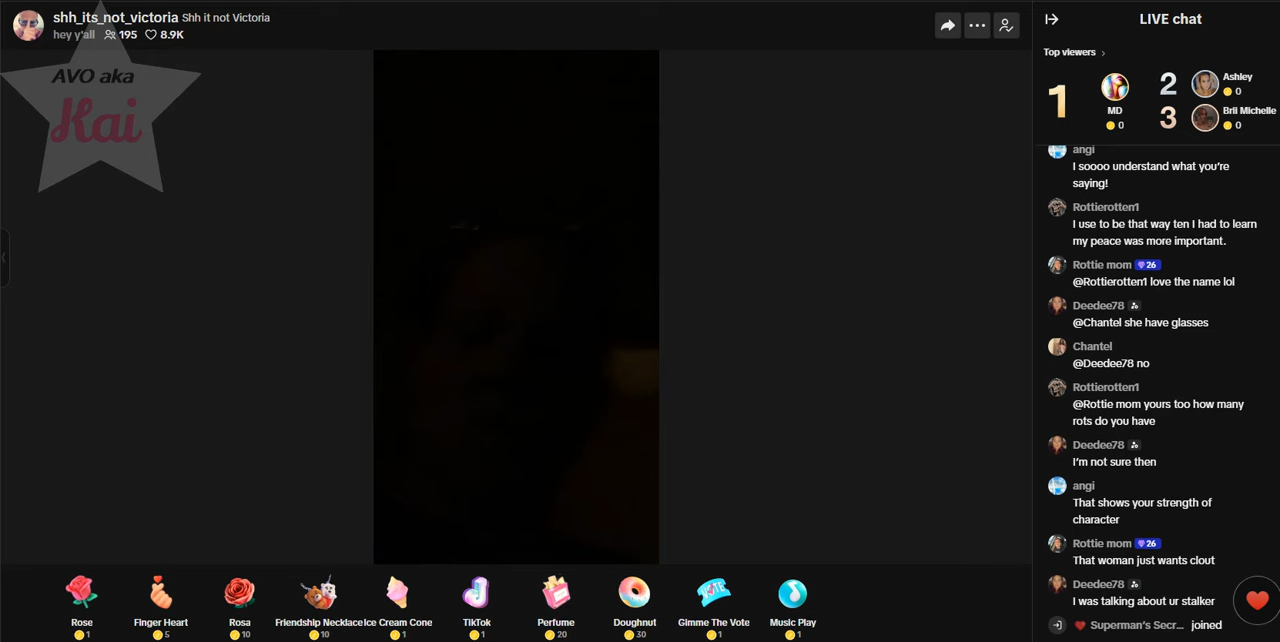 shh_its_not_victoria Shh it not Victoria
hey y'all 195 8.9K
AVO aka
Kai
LIVE chat
Top viewers
1
MD
0
2
Ashley
0
3
Brii Michelle
0
angi
I soooo understand what you're
saying!
Rottierotten1
I use to be that way ten I had to learn
my peace was more important.
Rottie mom 26
@Rottierotten1 love the name lol
Deedee78
@Chantel she have glasses
Chantel
@Deedee78 no
Rottierotten1
@Rottie mom yours too how many
rots do you have
Deedee78
I'm not sure then
angi
That shows your strength of
character
Rottie mom 26
That woman just wants clout
Deedee78
I was talking about ur stalker
Superman's Secr... joined
Rose
1
Finger Heart
5
Rosa
10
Friendship Necklace
10
Ice Cream Cone
1
TikTok
1
Perfume
20
Doughnut
30
VOTE
Gimme The Vote
1
Music Play
1